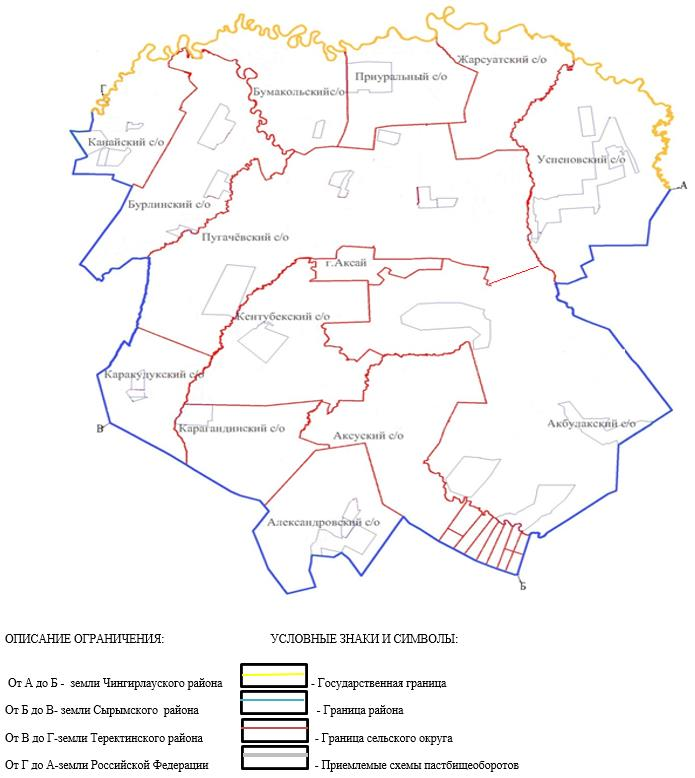 Жарсуатский с/о
Г
Приуральный с/о
Бумакольскийс/о
Канайский с/о
Успеновский с/о
А
Бурлинский с/о
Пугачёвский с/о
г.Аксай
Кентубекский с/о
Каракудукский с/о
В
Карагандинский с/о
Аксуский с/о
Акбулакский с/о
Александровский с/о
Б
ОПИСАНИЕ ОГРАНИЧЕНИЯ:
УСЛОВНЫЕ ЗНАКИ И СИМВОЛЫ:
От А до Б - земли Чингирлауского района
- Государственная граница
От Б до В- земли Сырымского района
- Граница района
От В до Г-земли Теректинского района
- Граница сельского округа
От Г до А-земли Российской Федерации
- Приемлемые схемы пастбищеоборотов